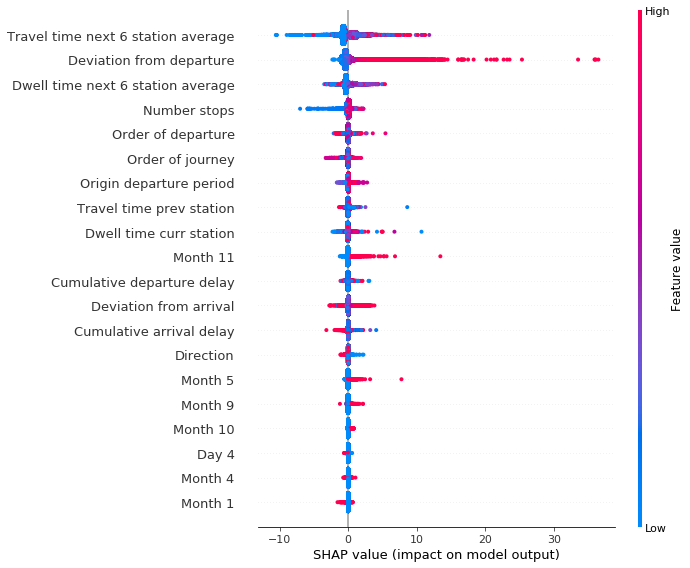 High
Travel time next 6 station average
Deviation from departure
Dwell time next 6 station average
Number stops
Order of departure
Order of journey
Origin departure period
Travel time prev station
Dwell time curr station
Month 11
Cumulative departure delay
Deviation from arrival
Cumulative arrival delay
Direction
Month 5
Month 9
Month 10
Day 4
Month 4
Month 1
Feature value
Low
−10 0 10 20 30
SHAP value (impact on model output)